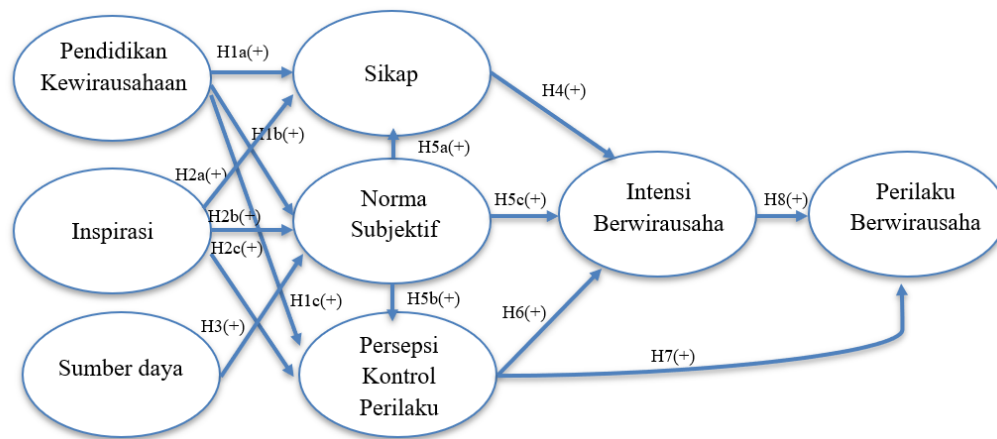 Pendidikan
Kewirausahaan
H1a(+)
Sikap
H4(+)
H1b(+)
H5a(+)
H2a(+)
Inspirasi
H2b(+)
H2c(+)
Norma
Subjektif
H5c(+)
Intensi
Berwirausaha
H8(+)
Perilaku
Berwirausaha
H1c(+)
H5b(+)
H3(+)
H6(+)
Sumber daya
Persepsi
Kontrol
Perilaku
H7(+)